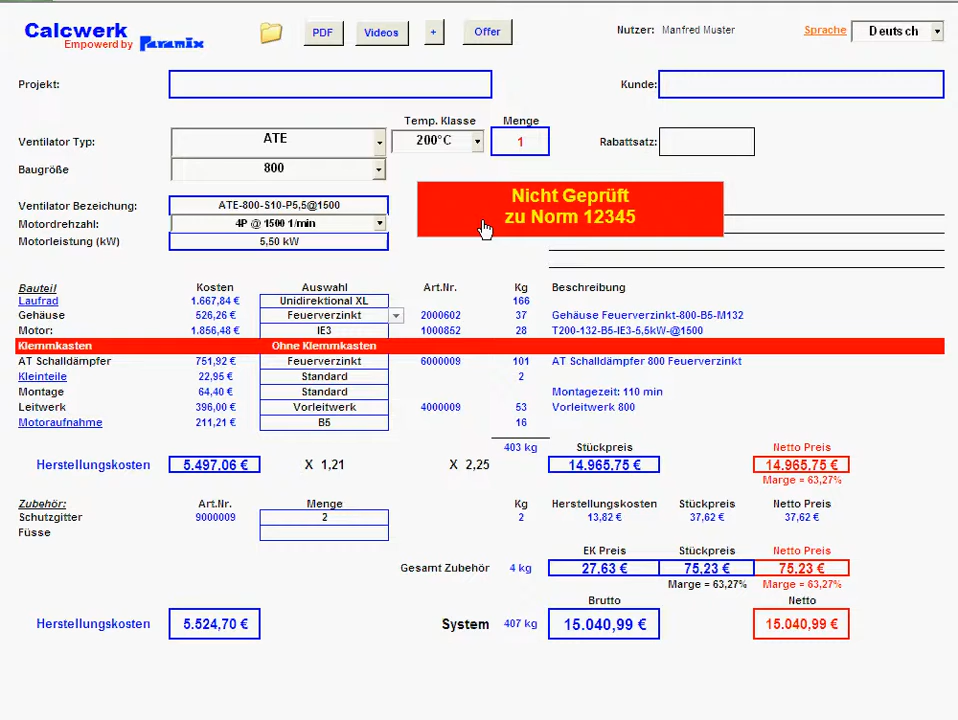 Calcwerk
Empowerd by Paramix
PDF Videos + Offer
Nutzer: Manfred Muster
Sprache Deutsch
Projekt: Kunde:
Temp. Klasse Menge
Ventilator Typ: ATE 200°C 1 Rabattsatz:
Baugröße 800
Nicht Geprüft
zu Norm 12345
Ventilator Bezeichung: ATE-800-S10-P5,5@1500
Motordrehzahl: 4P @ 1500 1/min
Motorleistung (kW) 5,50 kW
Bauteil Kosten Auswahl Art.Nr. Kg Beschreibung
Laufrad 1.667,84 € Unidirektional XL 166
Gehäuse 526,26 € Feuerverzinkt 2000602 37 Gehäuse Feuerverzinkt-800-B5-M132
Motor: 1.856,48 € IE3 1000852 28 T200-132-B5-IE3-5,5kW-@1500
Klemmkasten Ohne Klemmkasten
AT Schalldämpfer 751,92 € Feuerverzinkt 6000009 101 AT Schalldämpfer 800 Feuerverzinkt
Kleinteile 22,95 € Standard 2
Montage 64,40 € Standard Montagezeit: 110 min
Leitwerk 396,00 € Vorleitwerk 4000009 53 Vorleitwerk 800
Motoraufnahme 211,21 € B5 16
403 kg Stückpreis Netto Preis
Herstellungskosten 5.497,06 € X 1,21 X 2,25 14.965,75 € 14.965,75 €
Marge = 63,27%
Zubehör: Art.Nr. Menge Kg Herstellungskosten Stückpreis Netto Preis
Schutzgitter 9000009 2 2 13,82 € 37,62 € 37,62 €
Füsse
EK Preis Stückpreis Netto Preis
Gesamt Zubehör 4 kg 27,63 € 75,23 € 75,23 €
Marge = 63,27% Marge = 63,27%
Brutto Netto
Herstellungskosten 5.524,70 € System 407 kg 15.040,99 € 15.040,99 €